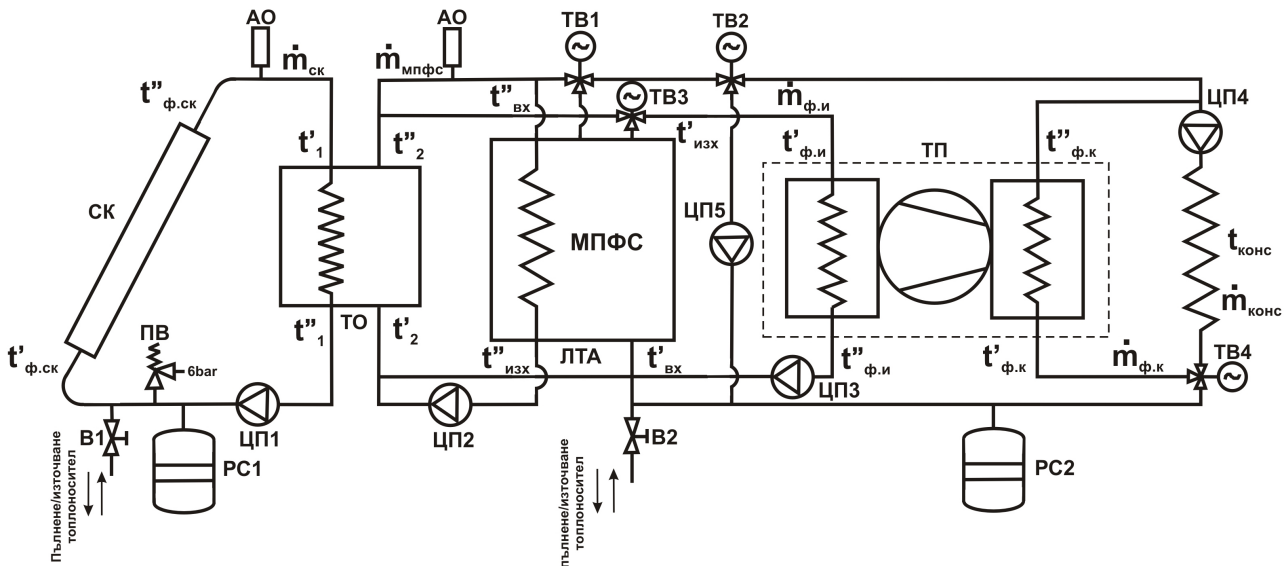 АО
АО
ТВ1
ТВ2
ṁск
ṁмпфс
t”ф.ск
t”вх
ТВ3
ṁф.и
ЦП4
t’1
t”2
t’изх
t’ф.и
ТП
t”ф.к
СК
МПФС
ЦП5
tконс
ṁконс
ПВ
t”1
ТО
t’2
t’ф.ск
6bar
t”изх
ЛТА
t’вх
t”ф.и
t’ф.к
ṁф.к
ТВ4
ЦП3
В1
ЦП1
ЦП2
В2
РС1
РС2
Пълнене/източване
топлоносител
ълнене/източване
топлоносител